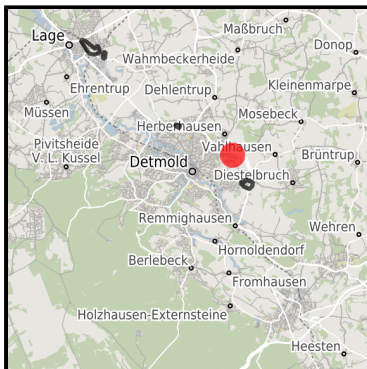 Maßbruch
Lage
Donop
Wahmbeckerheide
Ehrentrup
Dehlentrup
Kleinenmarpe
Müssen
Mosebeck
Herberhausen
Pivitsheide
V. L. Kussel
Vahlhausen
Brüntrup
Detmold
Diestelbruch
Remmighausen
Wehren
Hornoldendorf
Berlebeck
Fromhausen
Holzhausen-Externsteine
Heesten